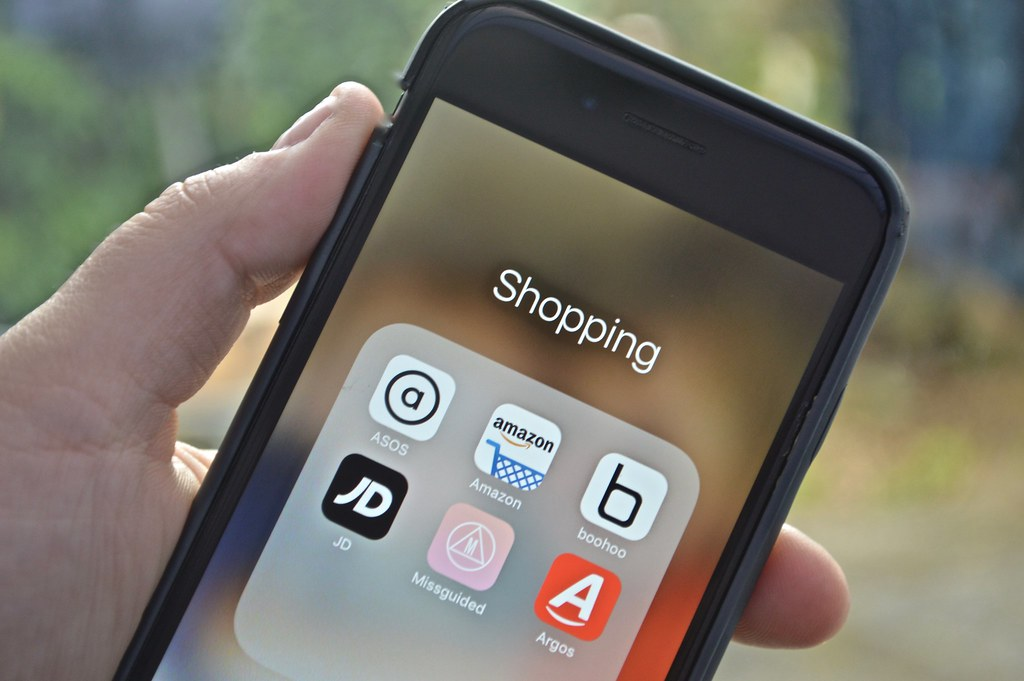 Shopping
a
amazon
b
ASOS
Amazon
boohoo
JD
M
A
JD
Missguided
Argos